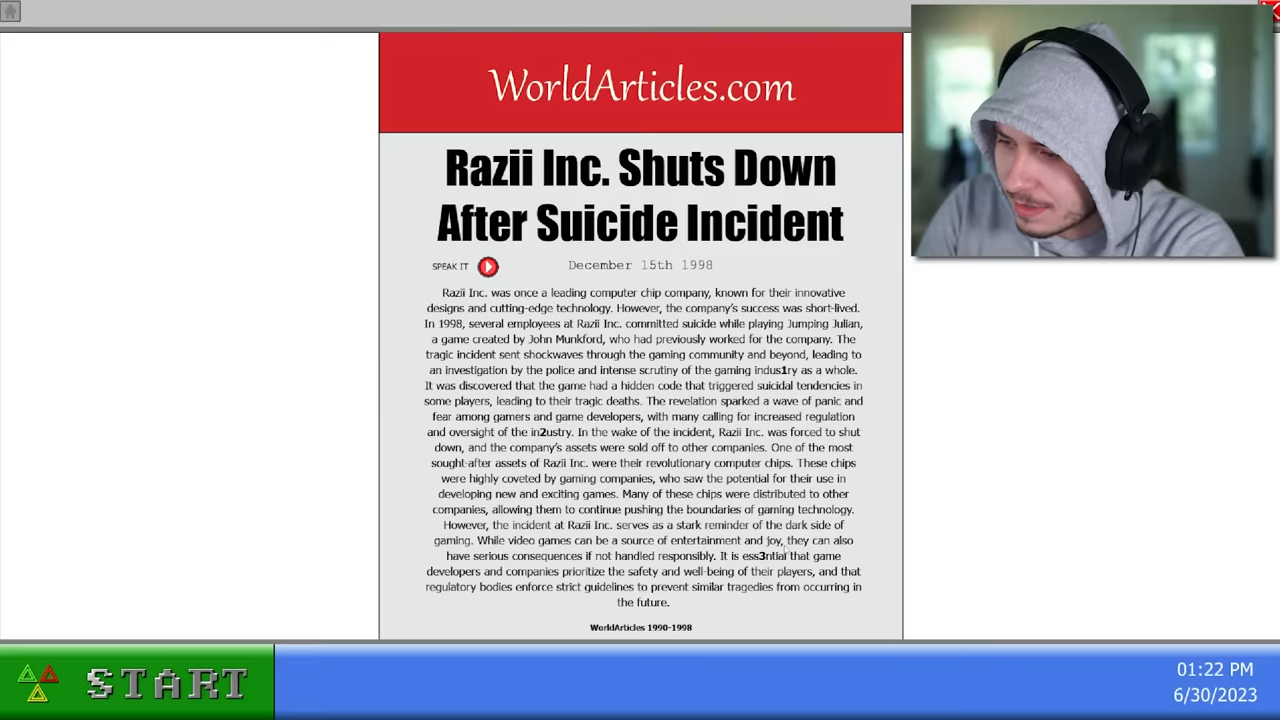 WorldArticles.com
Razii Inc. Shuts Down
After Suicide Incident
SPEAK IT
December 15th 1998
Razii Inc. was once a leading computer chip company, known for their innovative
designs and cutting-edge technology. However, the company's success was short-lived.
In 1998, several employees at Razii Inc. committed suicide while playing Jumping Julian,
a game created by John Munkford, who had previously worked for the company. The
tragic incident sent shockwaves through the gaming community and beyond, leading to
an investigation by the police and intense scrutiny of the gaming indus1ry as a whole.
It was discovered that the game had a hidden code that triggered suicidal tendencies in
some players, leading to their tragic deaths. The revelation sparked a wave of panic and
fear among gamers and game developers, with many calling for increased regulation
and oversight of the in2ustry. In the wake of the incident, Razii Inc. was forced to shut
down, and the company's assets were sold off to other companies. One of the most
sought-after assets of Razii Inc. were their revolutionary computer chips. These chips
were highly coveted by gaming companies, who saw the potential for their use in
developing new and exciting games. Many of these chips were distributed to other
companies, allowing them to continue pushing the boundaries of gaming technology.
However, the incident at Razii Inc. serves as a stark reminder of the dark side of
gaming. While video games can be a source of entertainment and joy, they can also
have serious consequences if not handled responsibly. It is ess3ntial that game
developers and companies prioritize the safety and well-being of their players, and that
regulatory bodies enforce strict guidelines to prevent similar tragedies from occurring in
the future.
WorldArticles 1990-1998
START
01:22 PM
6/30/2023